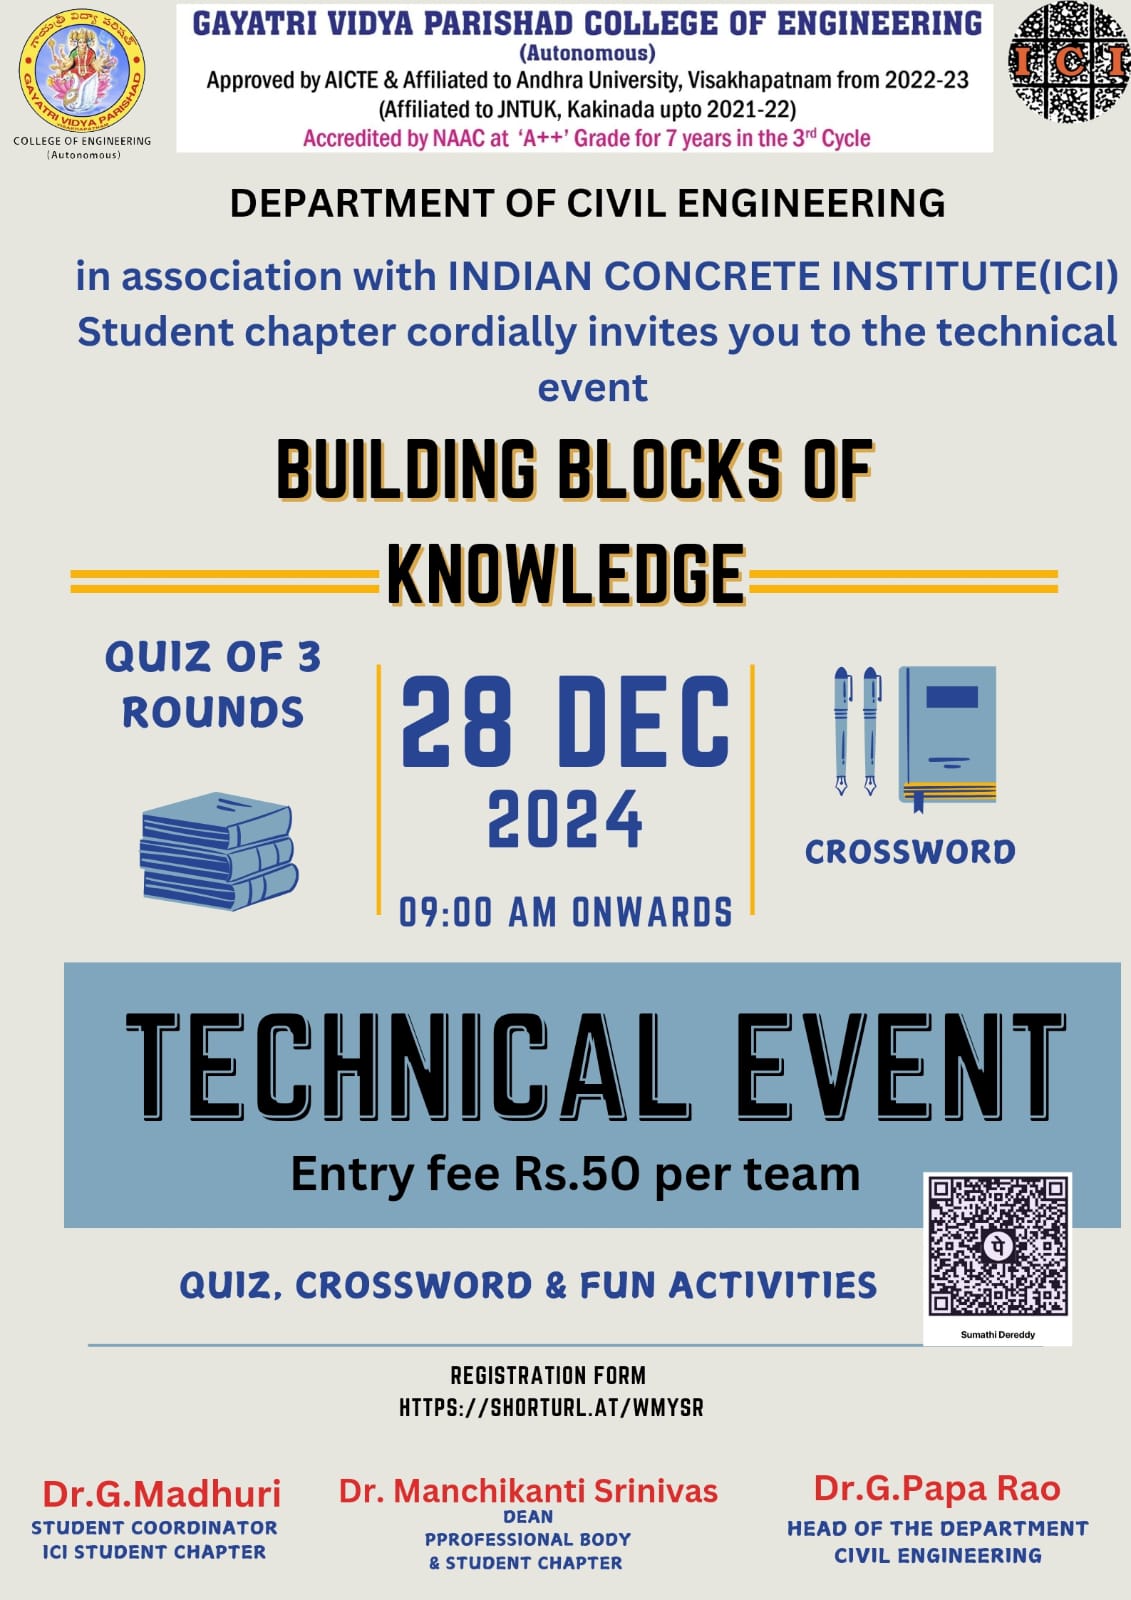 గాయత్రీ విద్యా పరిషత్
GAYATRI VIDYA PARISHAD
VISAKHAPATNAM
COLLEGE OF ENGINEERING
(Autonomous)
GAYATRI VIDYA PARISHAD COLLEGE OF ENGINEERING
(Autonomous)
Approved by AICTE & Affiliated to Andhra University, Visakhapatnam from 2022-23
(Affiliated to JNTUK, Kakinada upto 2021-22)
Accredited by NAAC at 'A++' Grade for 7 years in the 3rd Cycle
ICI
DEPARTMENT OF CIVIL ENGINEERING
in association with INDIAN CONCRETE INSTITUTE(ICI)
Student chapter cordially invites you to the technical
event
BUILDING BLOCKS OF
KNOWLEDGE
QUIZ OF 3
ROUNDS
28 DEC
2024
09:00 AM ONWARDS
CROSSWORD
TECHNICAL EVENT
Entry fee Rs.50 per team
पे
Sumathi Dereddy
QUIZ, CROSSWORD & FUN ACTIVITIES
REGISTRATION FORM
HTTPS://SHORTURL.AT/WMYSR
Dr.G.Madhuri
STUDENT COORDINATOR
ICI STUDENT CHAPTER
Dr. Manchikanti Srinivas
DEAN
PPROFESSIONAL BODY
& STUDENT CHAPTER
Dr.G.Papa Rao
HEAD OF THE DEPARTMENT
CIVIL ENGINEERING